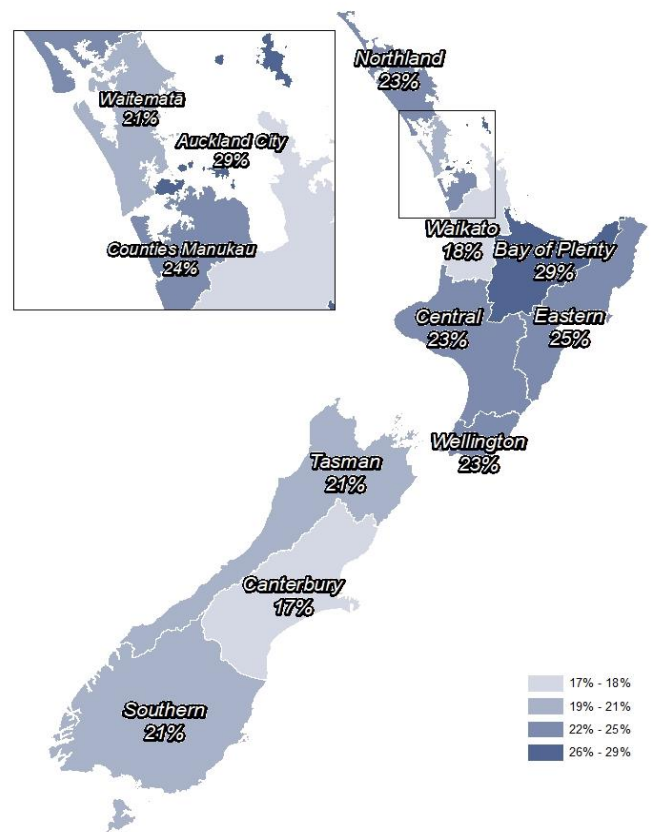 Northland
23%
Waitemata
21%
Auckland City
29%
Counties Manukau
24%
Waikato
18%
Bay of Plenty
29%
Central
23%
Eastern
25%
Wellington
23%
Tasman
21%
Canterbury
17%
Southern
21%
17% - 18%
19% - 21%
22% - 25%
26% - 29%